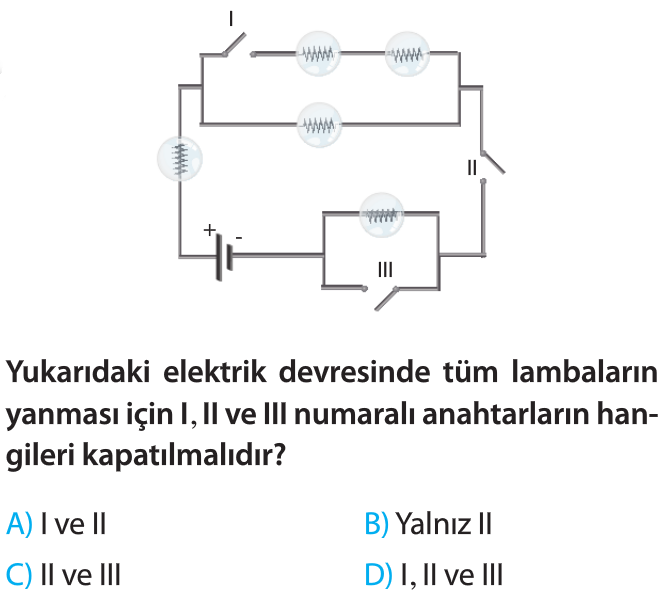 I
II
+ -
III
Yukarıdaki elektrik devresinde tüm lambaların
yanması için I, II ve III numaralı anahtarların han-
gileri kapatılmalıdır?
A) I ve II B) Yalnız II
C) II ve III D) I, II ve III